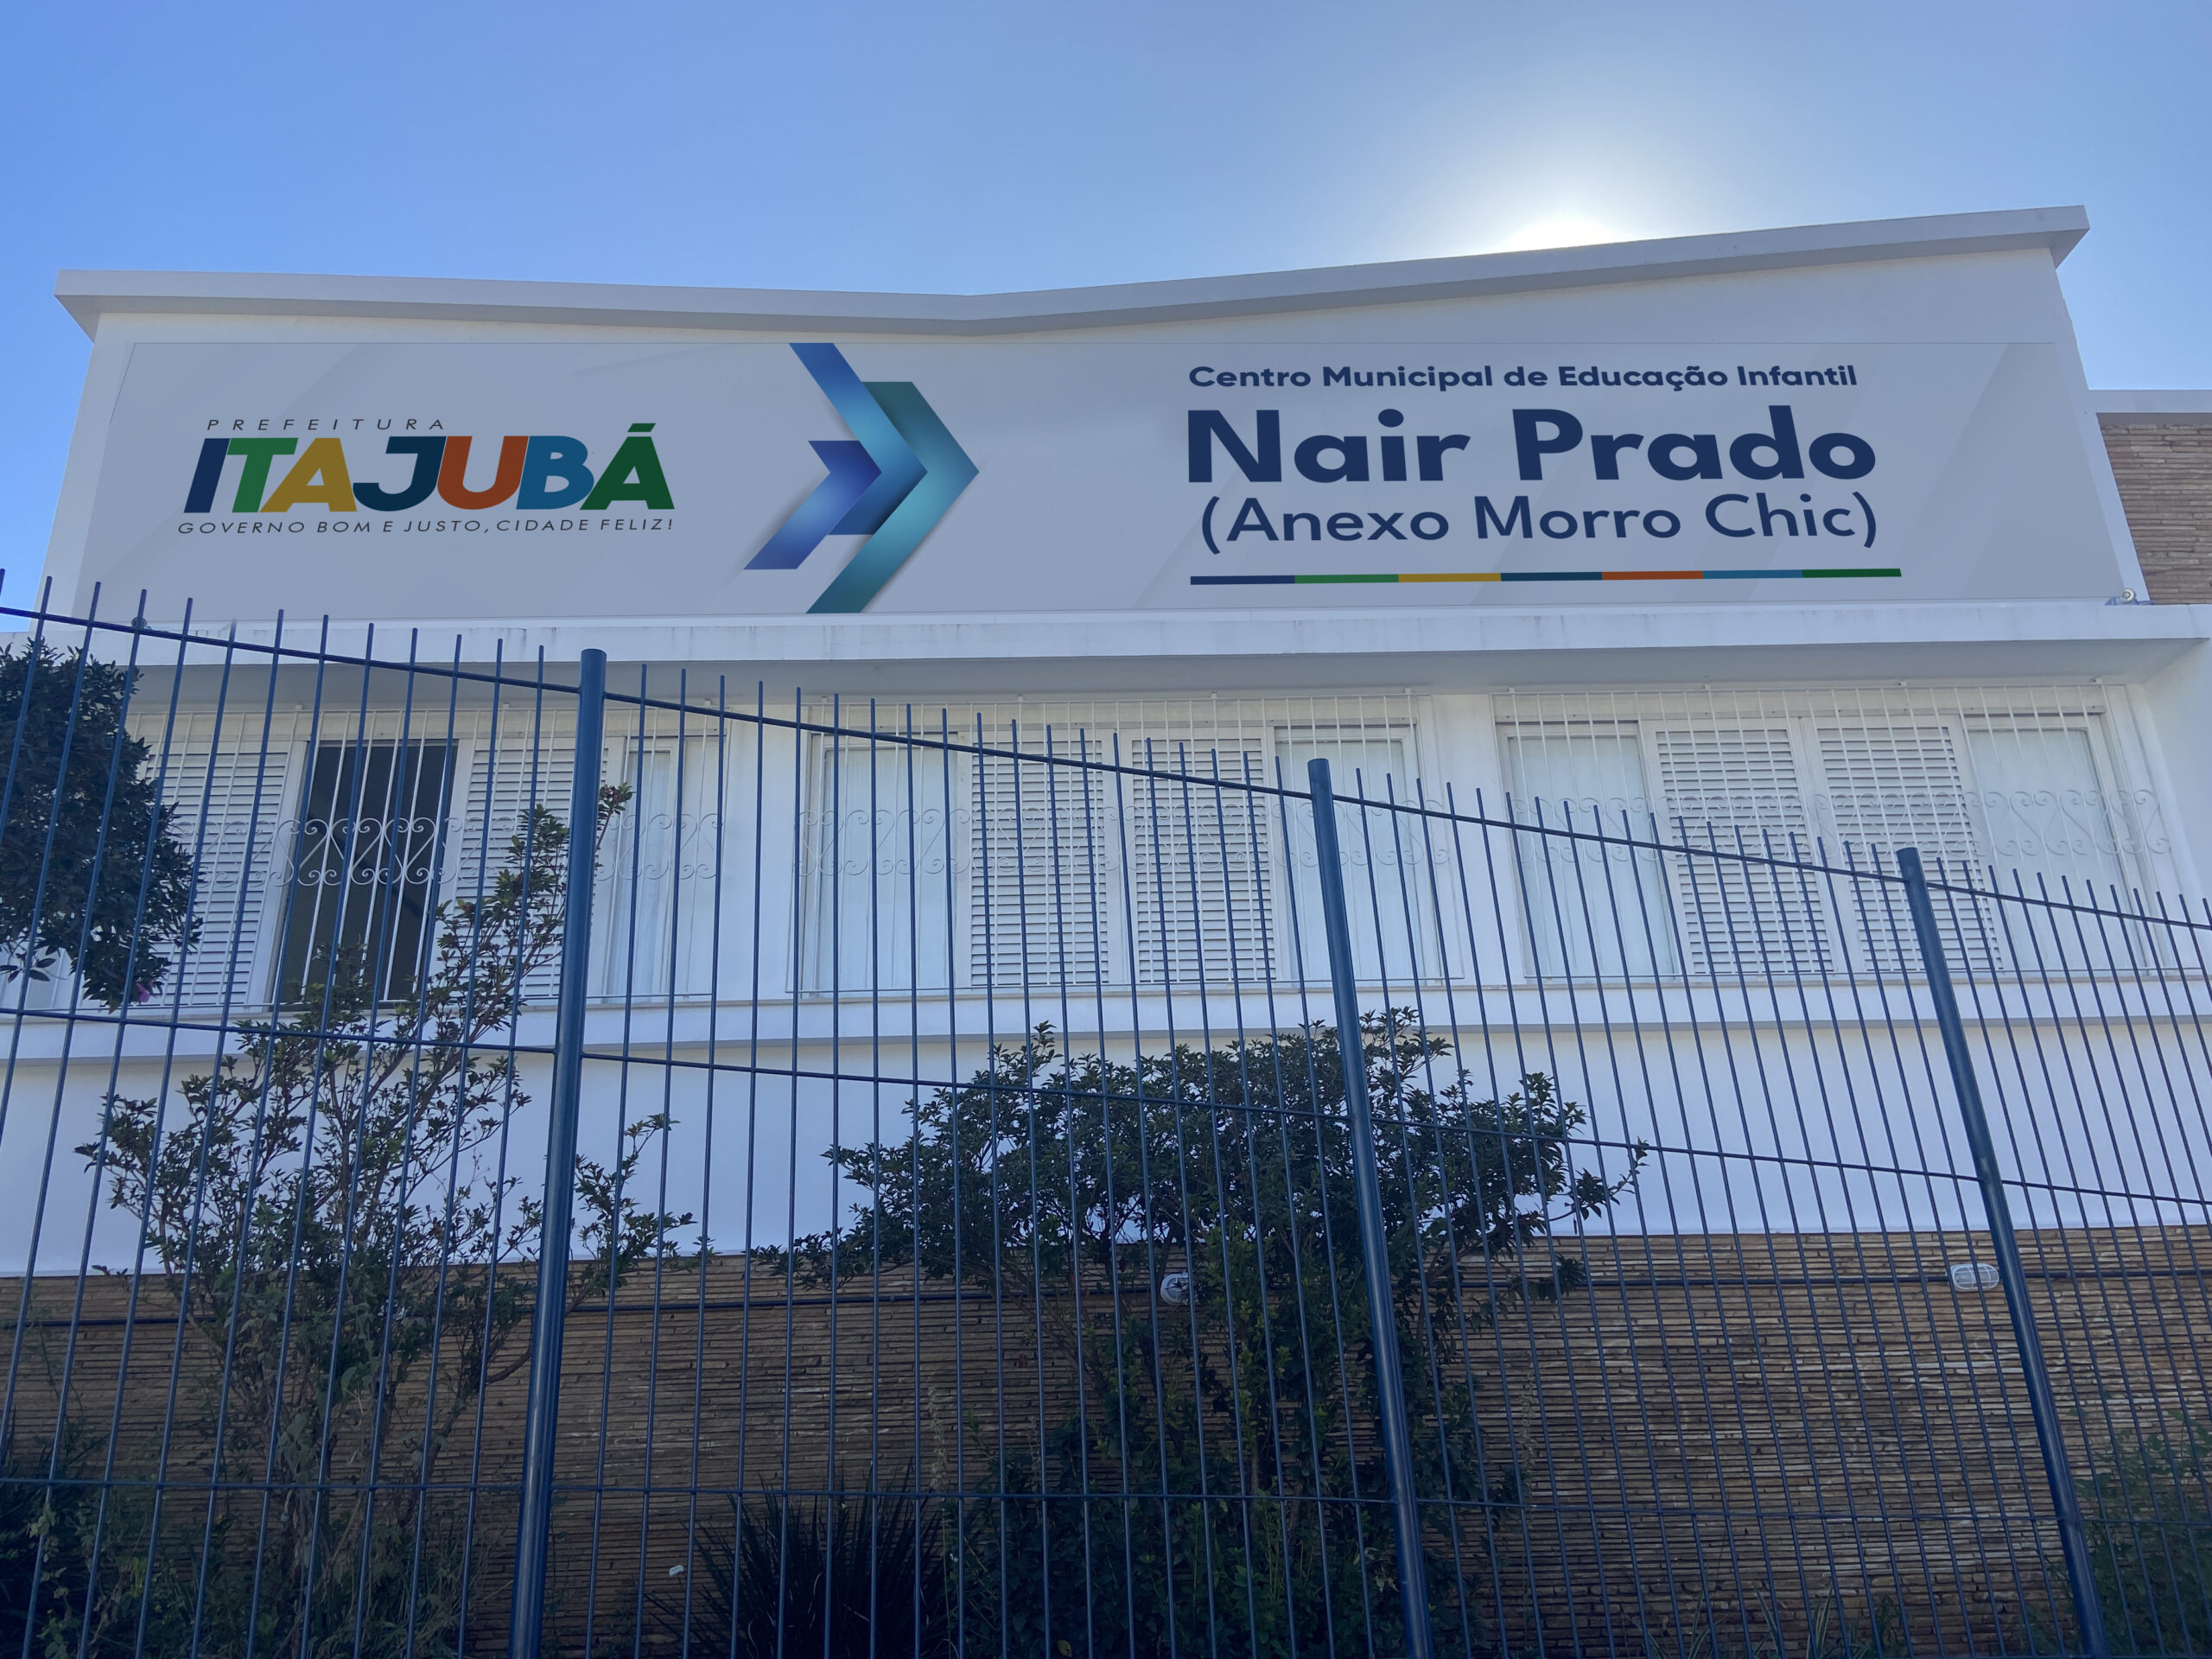 PREFEITURA
ITAJUBÁ
GOVERNO BOM E JUSTO, CIDADE FELIZ!
Centro Municipal de Educação Infantil
Nair Prado
(Anexo Morro Chic)